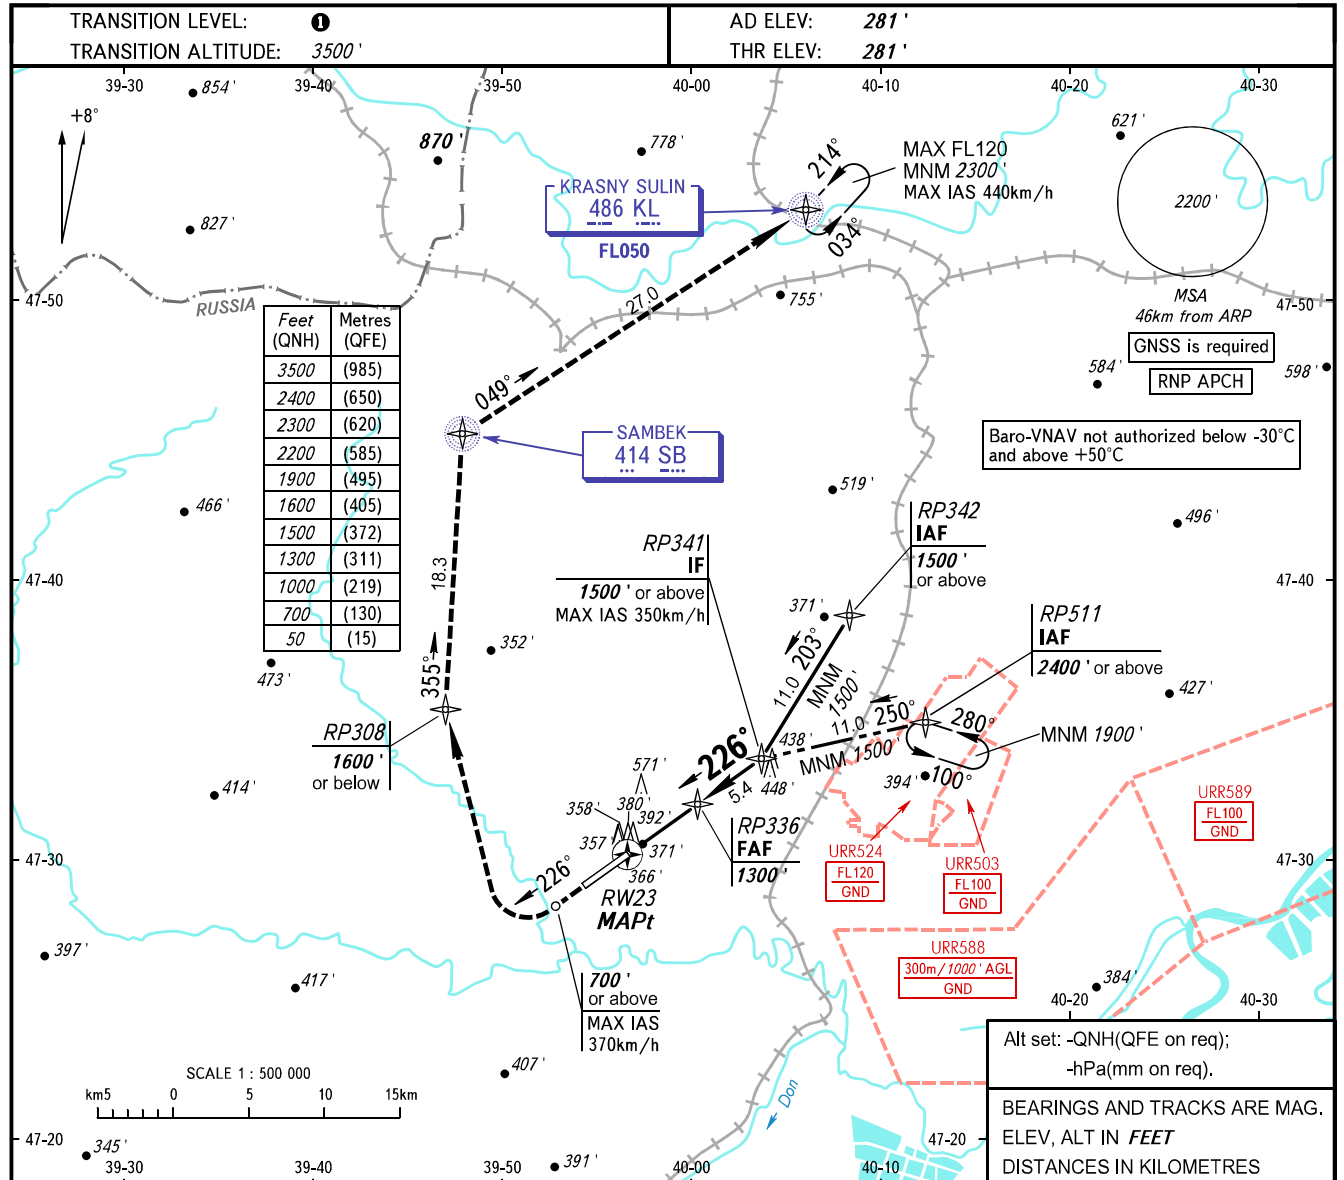 TRANSITION LEVEL: ❶
TRANSITION ALTITUDE: 3500 '
AD ELEV: 281 '
THR ELEV: 281 '
39-30
39-40
39-50
40-00
40-10
40-20
40-30
854 '
+8°
870 '
778 '
621 '
214°
MAX FL120
MNM 2300 '
MAX IAS 440km/h
KRASNY SULIN
486 KL
FL050
034°
2200 '
827 '
RUSSIA
27.0
755 '
47-50
MSA
46km from ARP
47-50
GNSS is required
RNP APCH
584 '
598 '
Feet (QNH) Metres (QFE)
3500 (985)
2400 (650)
2300 (620)
2200 (585)
1900 (495)
1600 (405)
1500 (372)
1300 (311)
1000 (219)
700 (130)
50 (15)
049°
SAMBEK
414 SB
Baro-VNAV not authorized below -30°C
and above +50°C
466 '
519 '
496 '
RP342
IAF
1500 '
or above
RP341
IF
1500 ' or above
MAX IAS 350km/h
18.3
47-40
47-40
371 '
RP511
IAF
2400 ' or above
203°
11.0
MNM
1500'
352 '
473 '
355°
427 '
RP308
1600 '
or below
250°
11.0
MNM 1500'
280°
MNM 1900'
438 '
448 '
226°
5.4
394 '
100°
414 '
571 '
358 '
380 '
392 '
357 '
371 '
366 '
RP336
FAF
1300 '
URR524
FL120
GND
URR503
FL100
GND
URR589
FL100
GND
47-30
47-30
226°
RW23
MAPt
397 '
417 '
700 '
or above
MAX IAS
370km/h
URR588
300m/1000 ' AGL
GND
384 '
40-20
40-30
407 '
SCALE 1 : 500 000
km5 0 5 10 15km
Don
Alt set: -QNH(QFE on req);
-hPa(mm on req).
BEARINGS AND TRACKS ARE MAG.
ELEV, ALT IN FEET
DISTANCES IN KILOMETRES
47-20
47-20
345 '
391 '
39-30
39-40
39-50
40-00
40-10